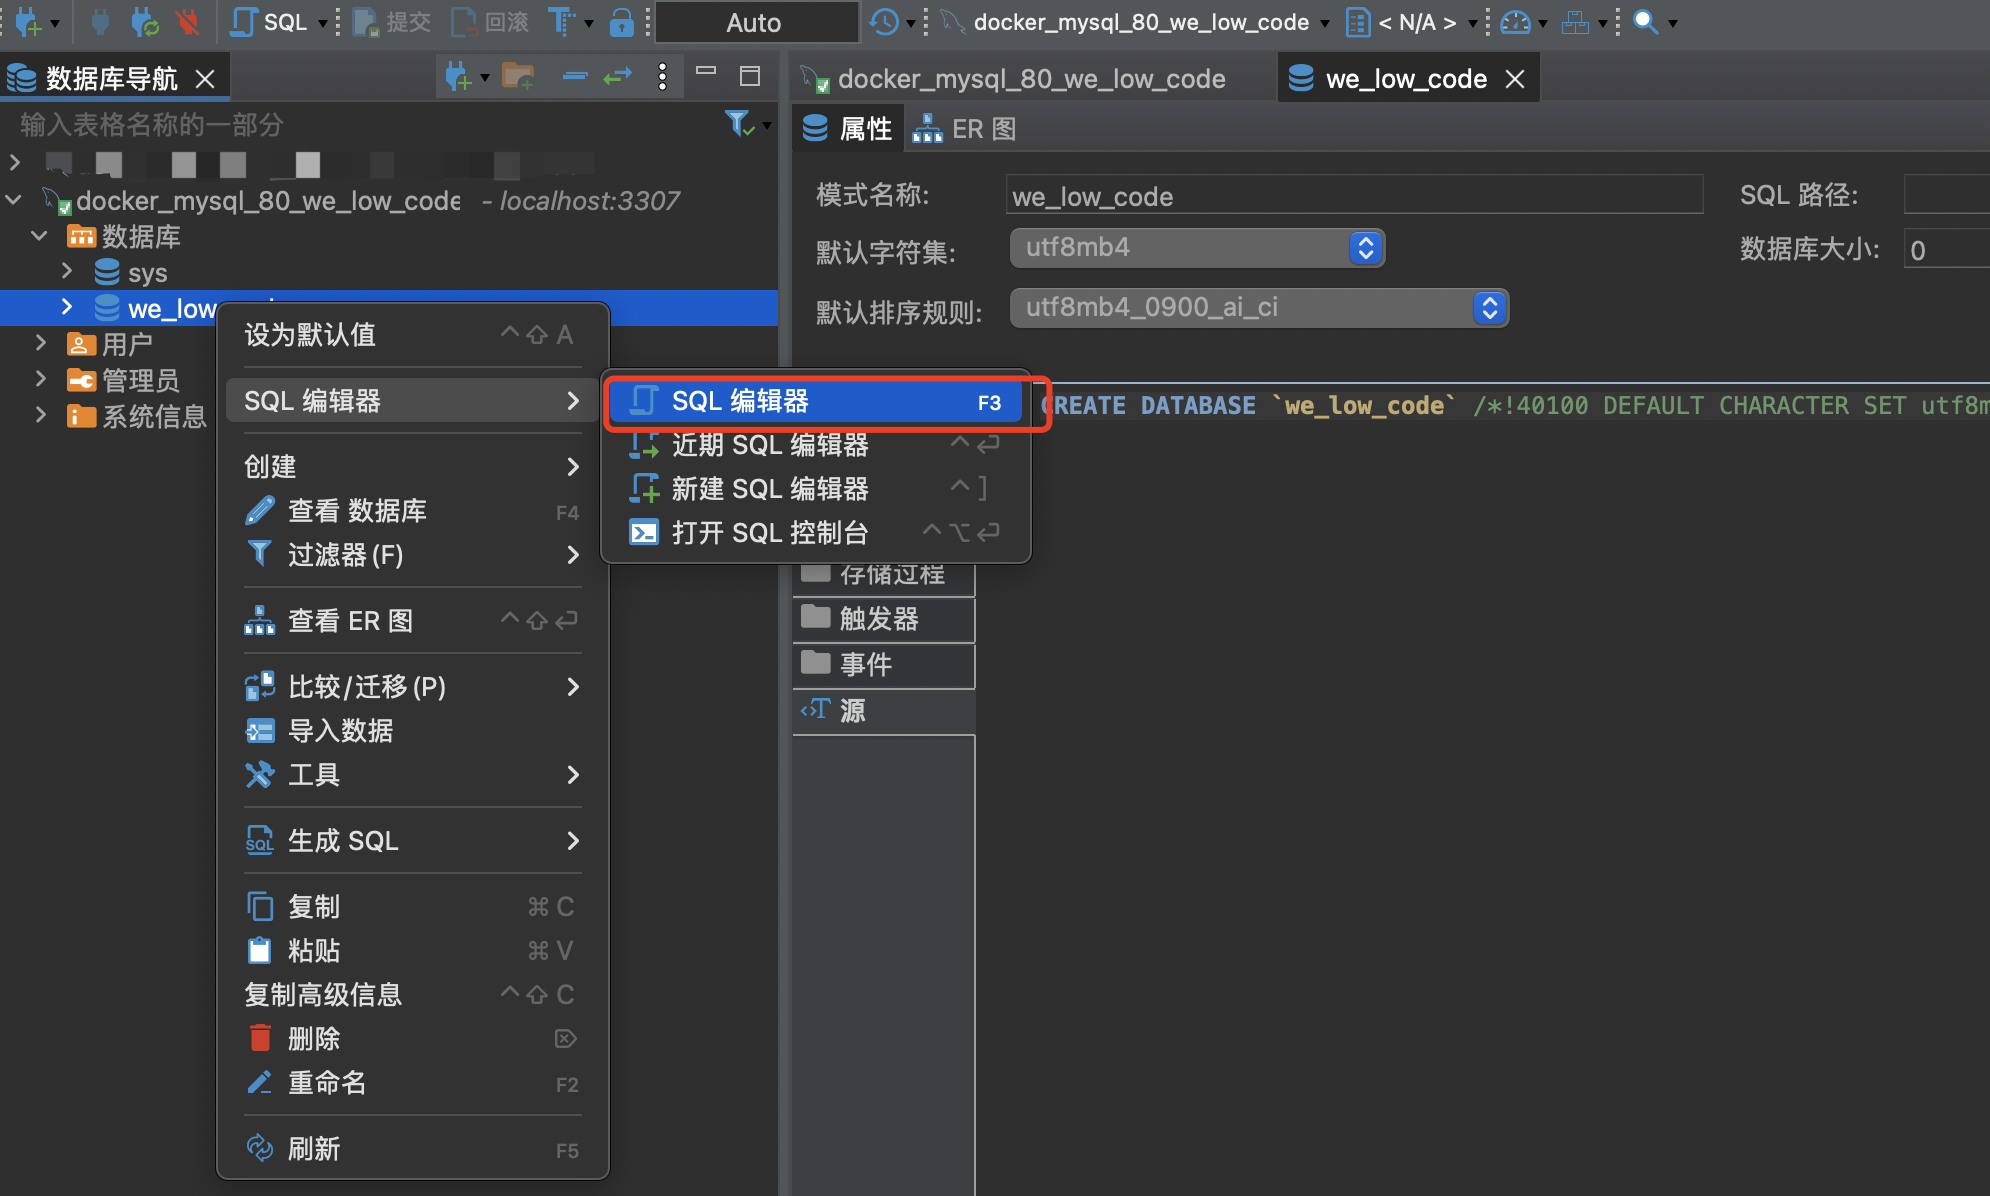 SQL 提交 回滚 Auto docker_mysql_80_we_low_code < N/A >
数据库导航
输入表格名称的一部分
docker_mysql_80_we_low_code - localhost:3307
数据库
sys
we_low
用户
管理员
系统信息
设为默认值 ^⇧ A
SQL 编辑器
创建
查看 数据库 F4
过滤器(F)
查看 ER 图 ^⇧↩
比较/迁移(P)
导入数据
工具
生成 SQL
复制 ⌘ C
粘贴 ⌘ V
复制高级信息 ^⇧ C
删除 ⌦
重命名 F2
刷新 F5
SQL 编辑器 F3
近期 SQL 编辑器 ^↩
新建 SQL 编辑器 ^ ]
打开 SQL 控制台 ^⌥↩
docker_mysql_80_we_low_code we_low_code
属性 ER 图
模式名称: we_low_code SQL 路径:
默认字符集: utf8mb4 数据库大小: 0
默认排序规则: utf8mb4_0900_ai_ci
CREATE DATABASE `we_low_code` /*!40100 DEFAULT CHARACTER SET utf8m
存储过程
触发器
事件
源